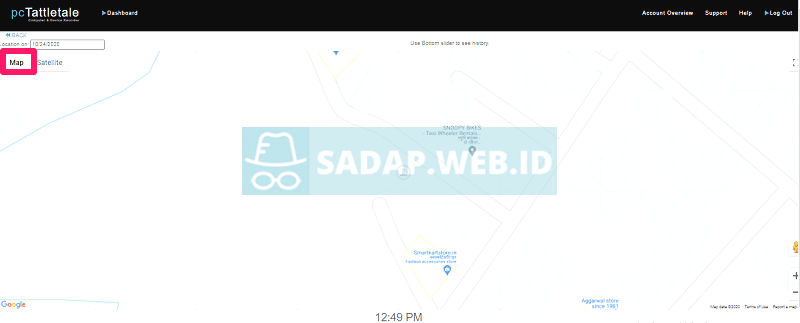 pcTattletale
Computer & Device Recorder
Dashboard
Account Overview
Support
Help
Log Out
BACK
Location on: 10/24/2020
Use Bottom slider to see history.
Map
Satellite
SNOOPY BIKES
- Two Wheeler Rentals...
SADAP.WEB.ID
Smartkartstore.in
Fashion accessories store
Aggarwal store
since 1981
Google
Map data ©2020
Terms of Use
Report a map
12:49 PM